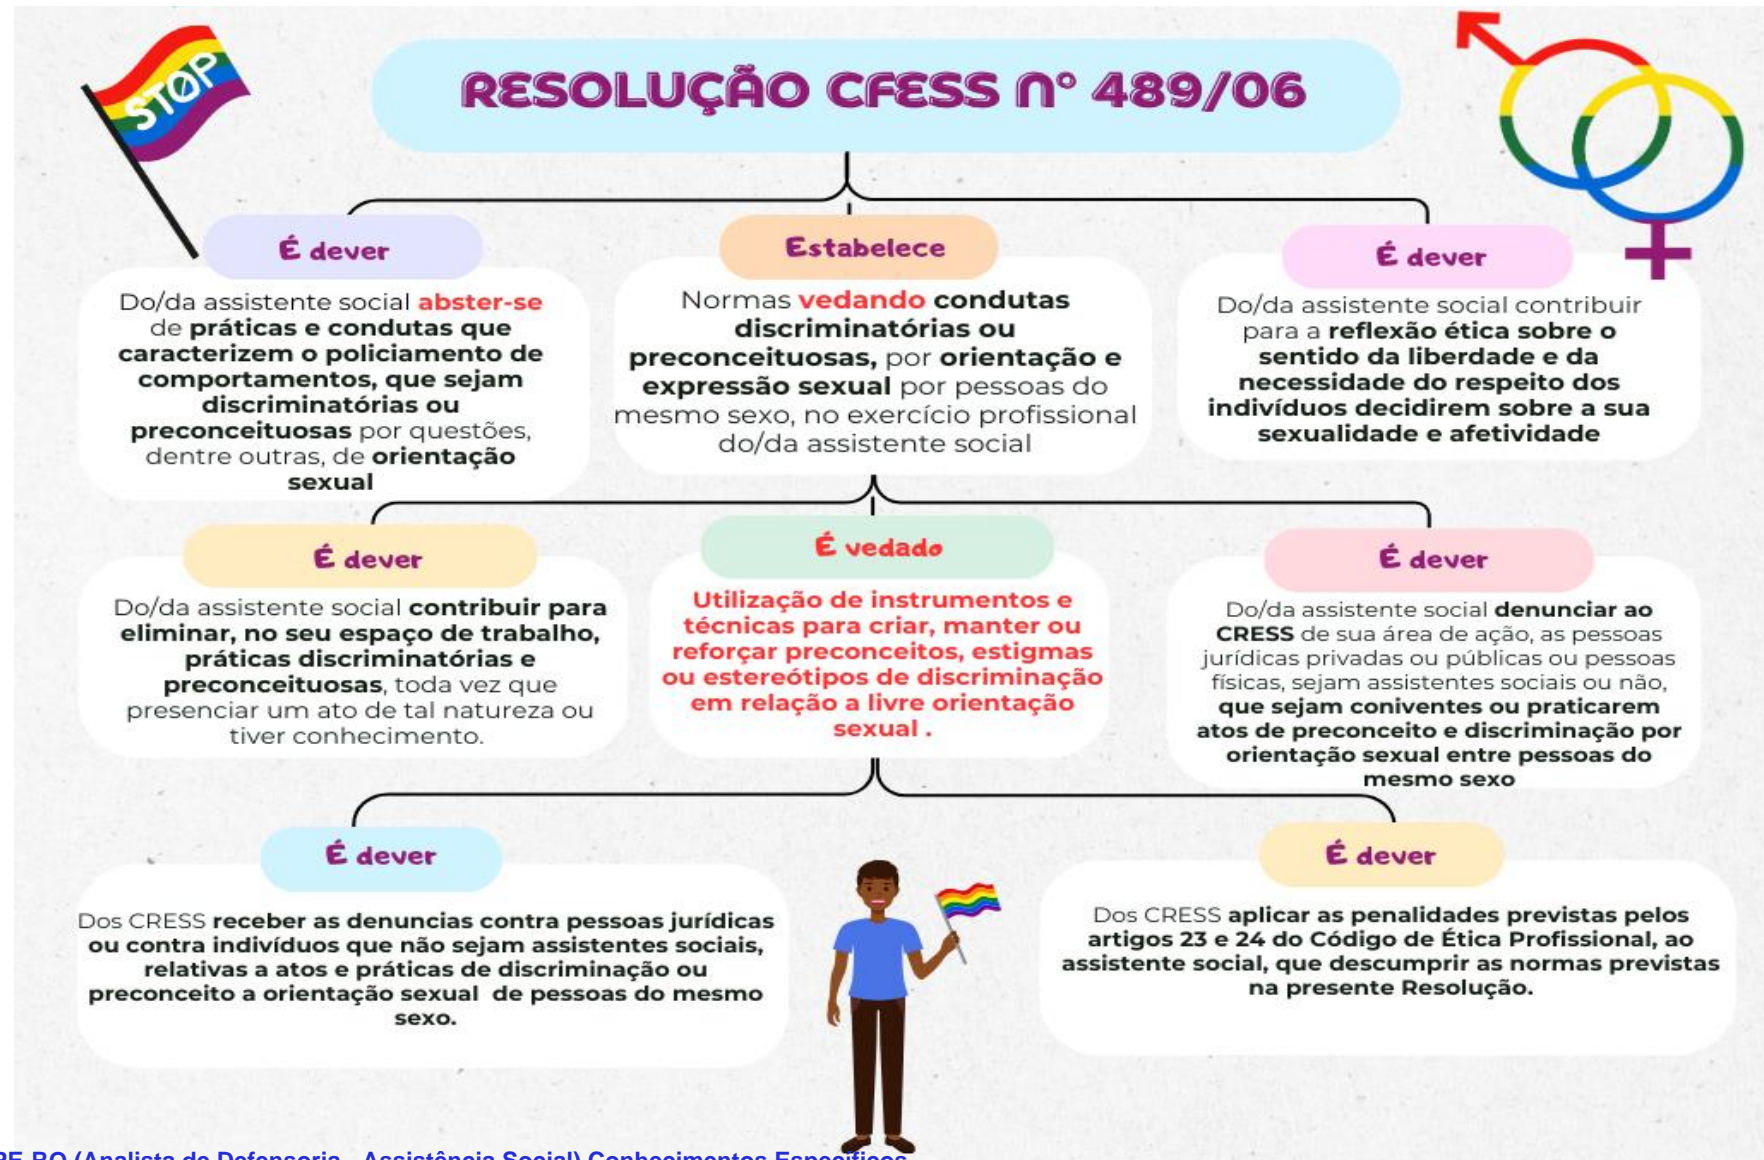 STOP
RESOLUÇÃO CFESS Nº 489/06
É dever
Do/da assistente social abster-se
de práticas e condutas que
caracterizem o policiamento de
comportamentos, que sejam
discriminatórias ou
preconceituosas por questões,
dentre outras, de orientação
sexual
Estabelece
Normas vedando condutas
discriminatórias ou
preconceituosas, por orientação e
expressão sexual por pessoas do
mesmo sexo, no exercício profissional
do/da assistente social
É dever
Do/da assistente social contribuir
para a reflexão ética sobre o
sentido da liberdade e da
necessidade do respeito dos
indivíduos decidirem sobre a sua
sexualidade e afetividade
É dever
Do/da assistente social contribuir para
eliminar, no seu espaço de trabalho,
práticas discriminatórias e
preconceituosas, toda vez que
presenciar um ato de tal natureza ou
tiver conhecimento.
É vedado
Utilização de instrumentos e
técnicas para criar, manter ou
reforçar preconceitos, estigmas
ou estereótipos de discriminação
em relação a livre orientação
sexual .
É dever
Do/da assistente social denunciar ao
CRESS de sua área de ação, as pessoas
jurídicas privadas ou públicas ou pessoas
físicas, sejam assistentes sociais ou não,
que sejam coniventes ou praticarem
atos de preconceito e discriminação por
orientação sexual entre pessoas do
mesmo sexo
É dever
Dos CRESS receber as denuncias contra pessoas jurídicas
ou contra indivíduos que não sejam assistentes sociais,
relativas a atos e práticas de discriminação ou
preconceito a orientação sexual de pessoas do mesmo
sexo.
É dever
Dos CRESS aplicar as penalidades previstas pelos
artigos 23 e 24 do Código de Ética Profissional, ao
assistente social, que descumprir as normas previstas
na presente Resolução.
(Analista de Defensoria - Assistência Social) Conhecimentos Específicos